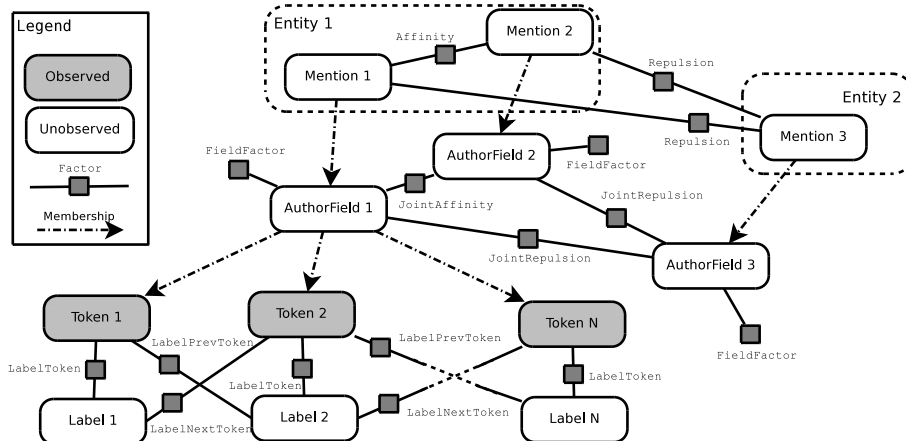 Legend
Observed
Unobserved
Factor
Membership
Entity 1
Affinity
Mention 2
Mention 1
Repulsion
Entity 2
Repulsion
Mention 3
FieldFactor
AuthorField 2
FieldFactor
AuthorField 1
JointAffinity
JointRepulsion
JointRepulsion
AuthorField 3
FieldFactor
Token 1
Token 2
Token N
LabelPrevToken
LabelPrevToken
LabelToken
LabelToken
LabelToken
Label 1
Label 2
Label N
LabelNextToken
LabelNextToken